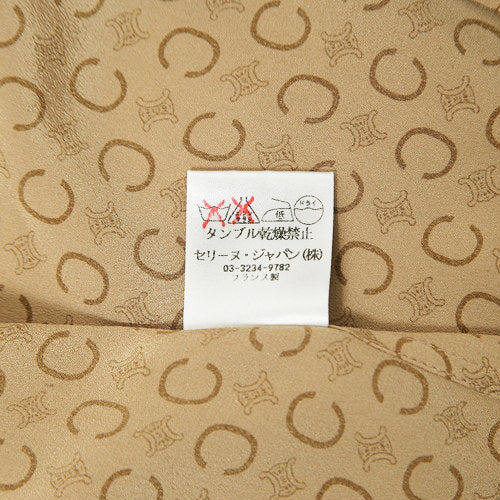 低 ドライ
タンブル乾燥禁止
セリーヌ・ジャパン(株)
03-3234-9782
フランス製